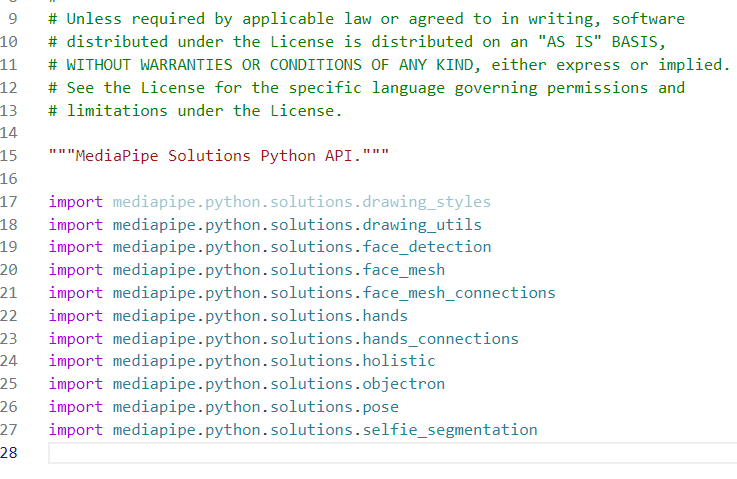 9 # Unless required by applicable law or agreed to in writing, software
10 # distributed under the License is distributed on an "AS IS" BASIS,
11 # WITHOUT WARRANTIES OR CONDITIONS OF ANY KIND, either express or implied.
12 # See the License for the specific language governing permissions and
13 # limitations under the License.
14
15 """MediaPipe Solutions Python API."""
16
17 import mediapipe.python.solutions.drawing_styles
18 import mediapipe.python.solutions.drawing_utils
19 import mediapipe.python.solutions.face_detection
20 import mediapipe.python.solutions.face_mesh
21 import mediapipe.python.solutions.face_mesh_connections
22 import mediapipe.python.solutions.hands
23 import mediapipe.python.solutions.hands_connections
24 import mediapipe.python.solutions.holistic
25 import mediapipe.python.solutions.objectron
26 import mediapipe.python.solutions.pose
27 import mediapipe.python.solutions.selfie_segmentation
28